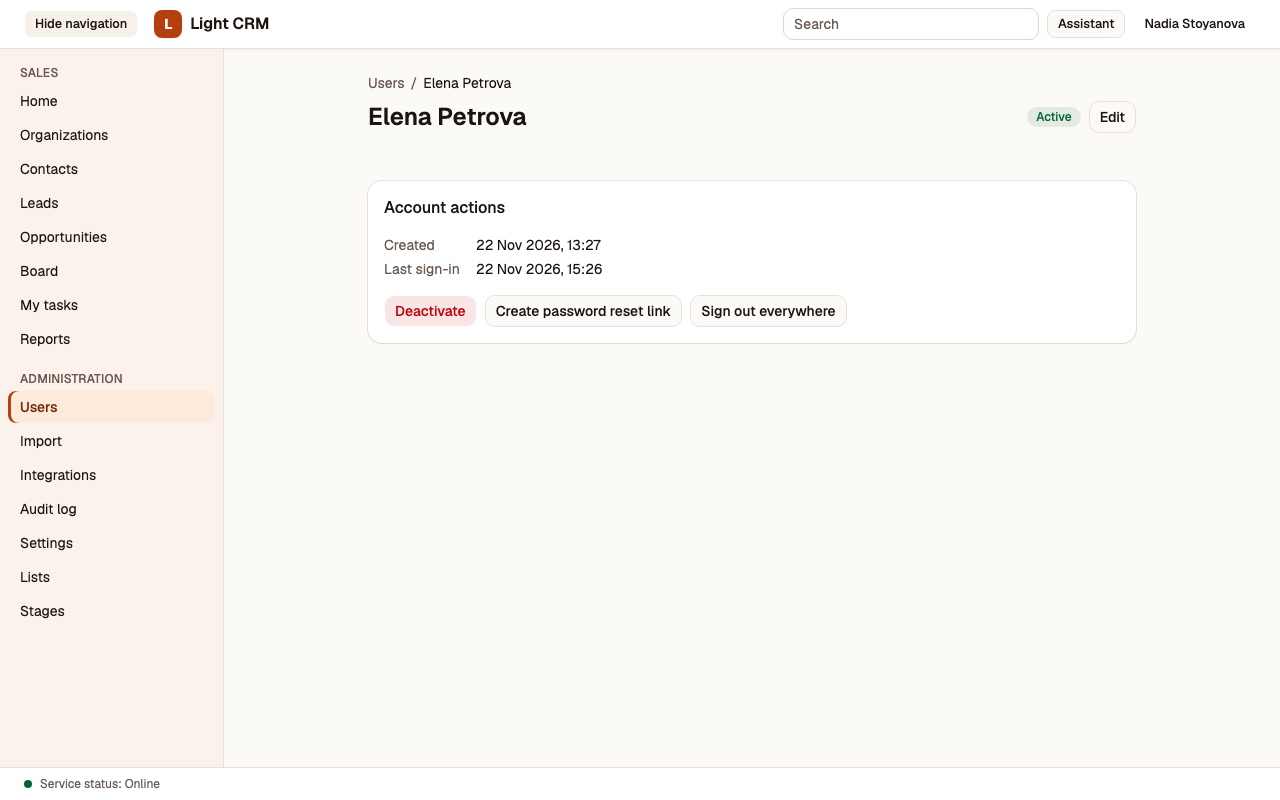 Hide navigation
L
Light CRM
Search
Assistant
Nadia Stoyanova
SALES
Home
Organizations
Contacts
Leads
Opportunities
Board
My tasks
Reports
ADMINISTRATION
Users
Import
Integrations
Audit log
Settings
Lists
Stages
Users / Elena Petrova
Elena Petrova
Active
Edit
Account actions
Created 22 Nov 2026, 13:27
Last sign-in 22 Nov 2026, 15:26
Deactivate
Create password reset link
Sign out everywhere
Service status: Online